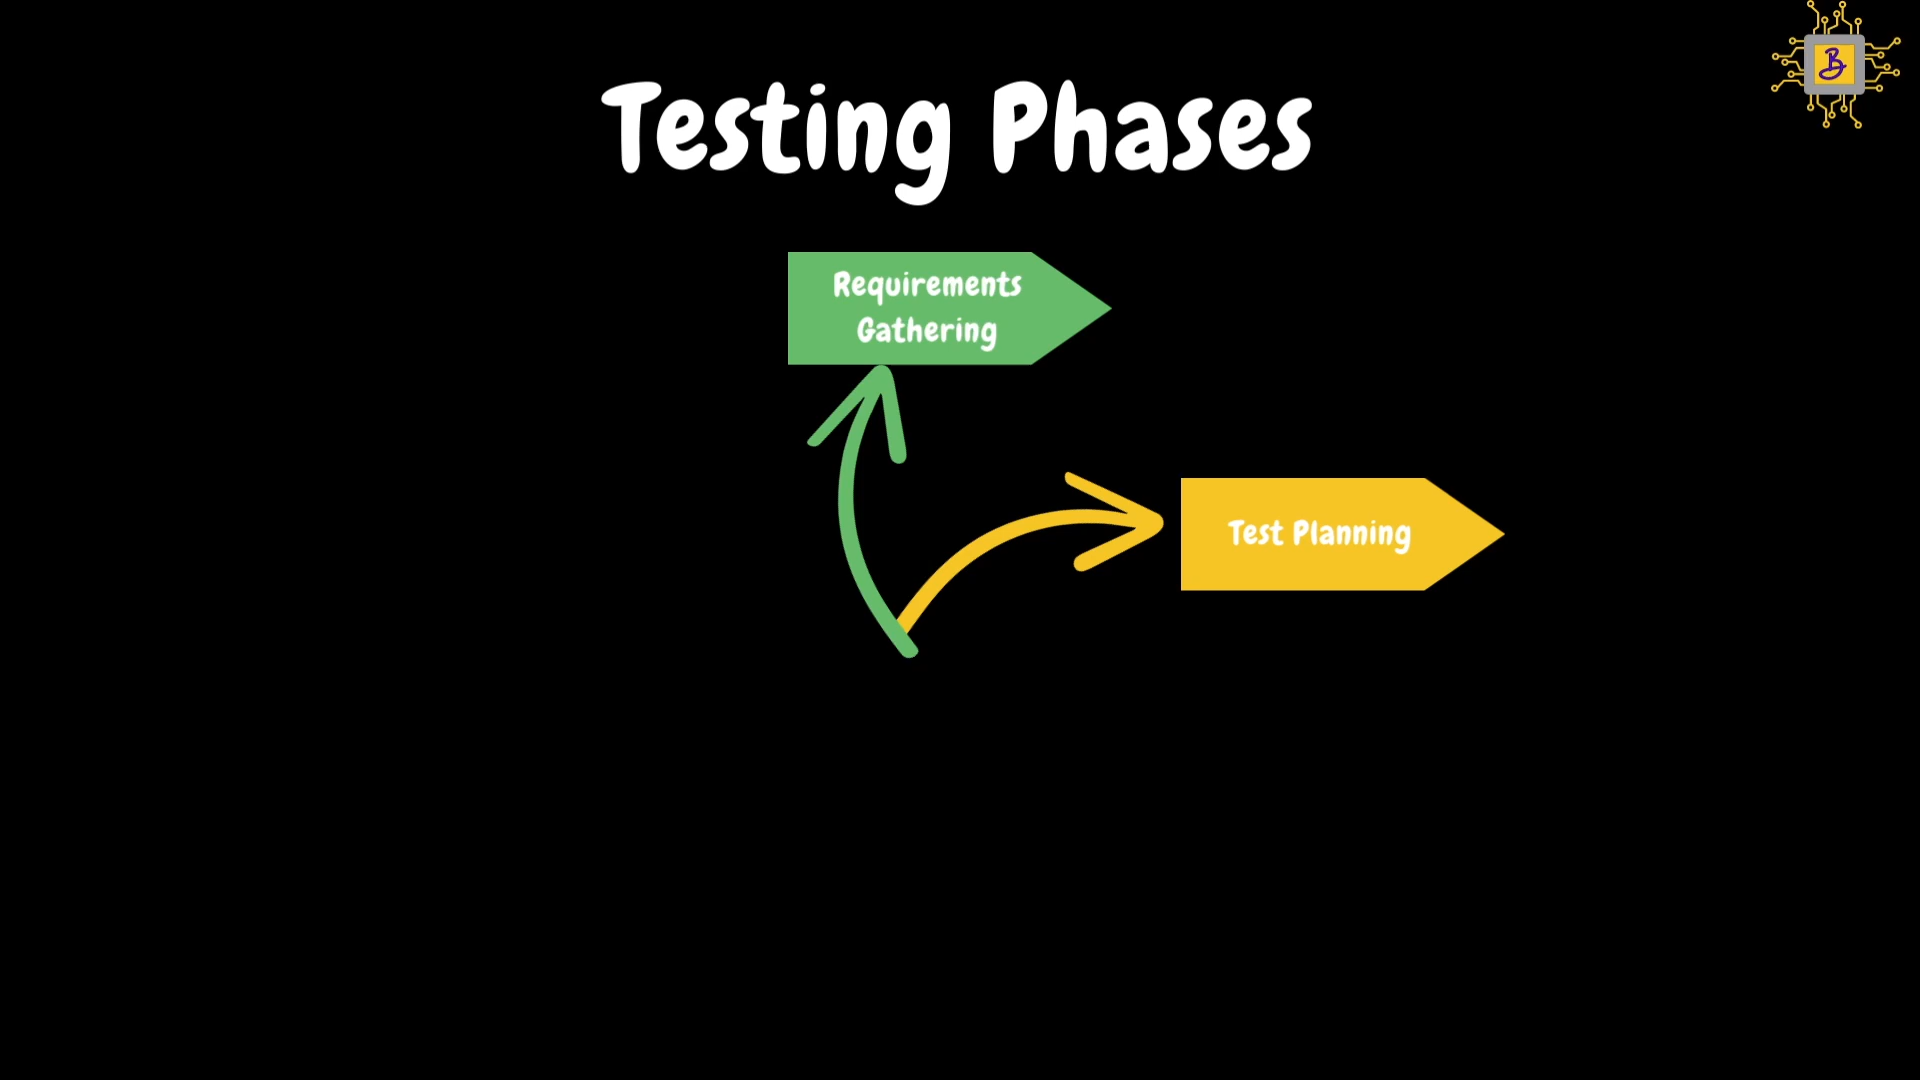 Testing Phases
Requirements
Gathering
Test Planning
B